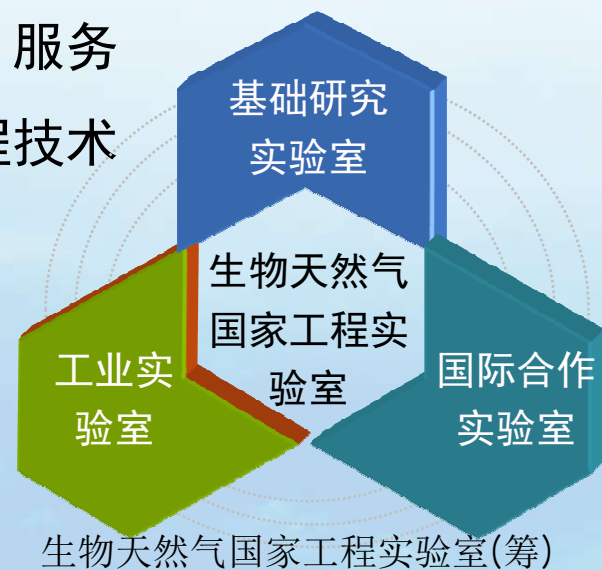 服务
程技术
基础研究
实验室
生物天然气
国家工程实
验室
工业实
验室
国际合作
实验室
生物天然气国家工程实验室(筹)